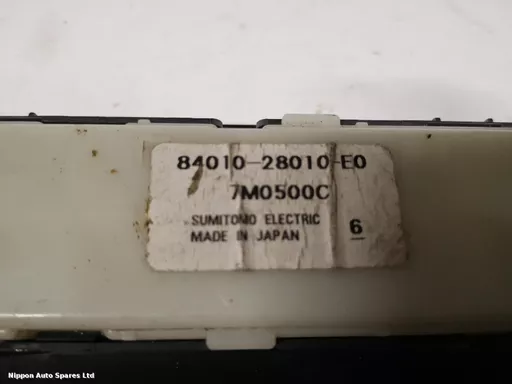 84010-28010-E0
7M0500C
SUMITOMO ELECTRIC
MADE IN JAPAN 6
Nippon Auto Spares Ltd